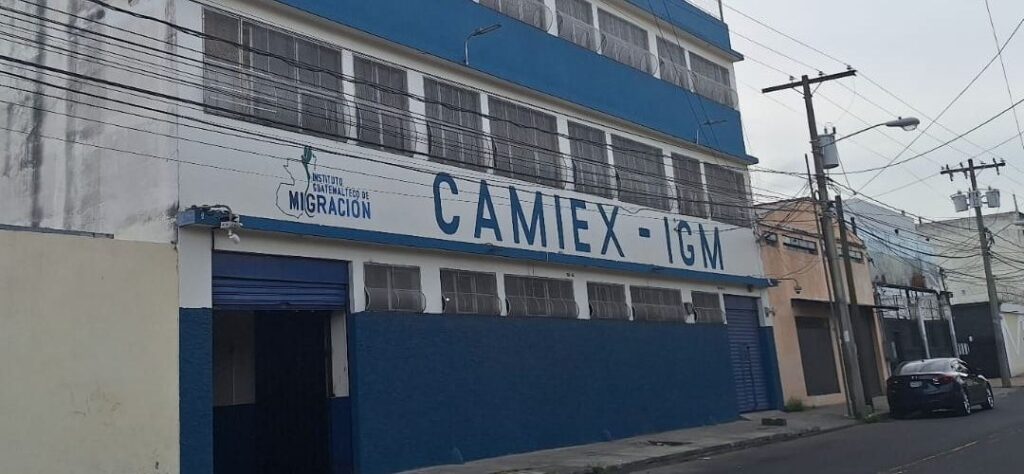 INSTITUTO
GUATEMALTECO DE
MIGRACIÓN
CAMIEX - IGM